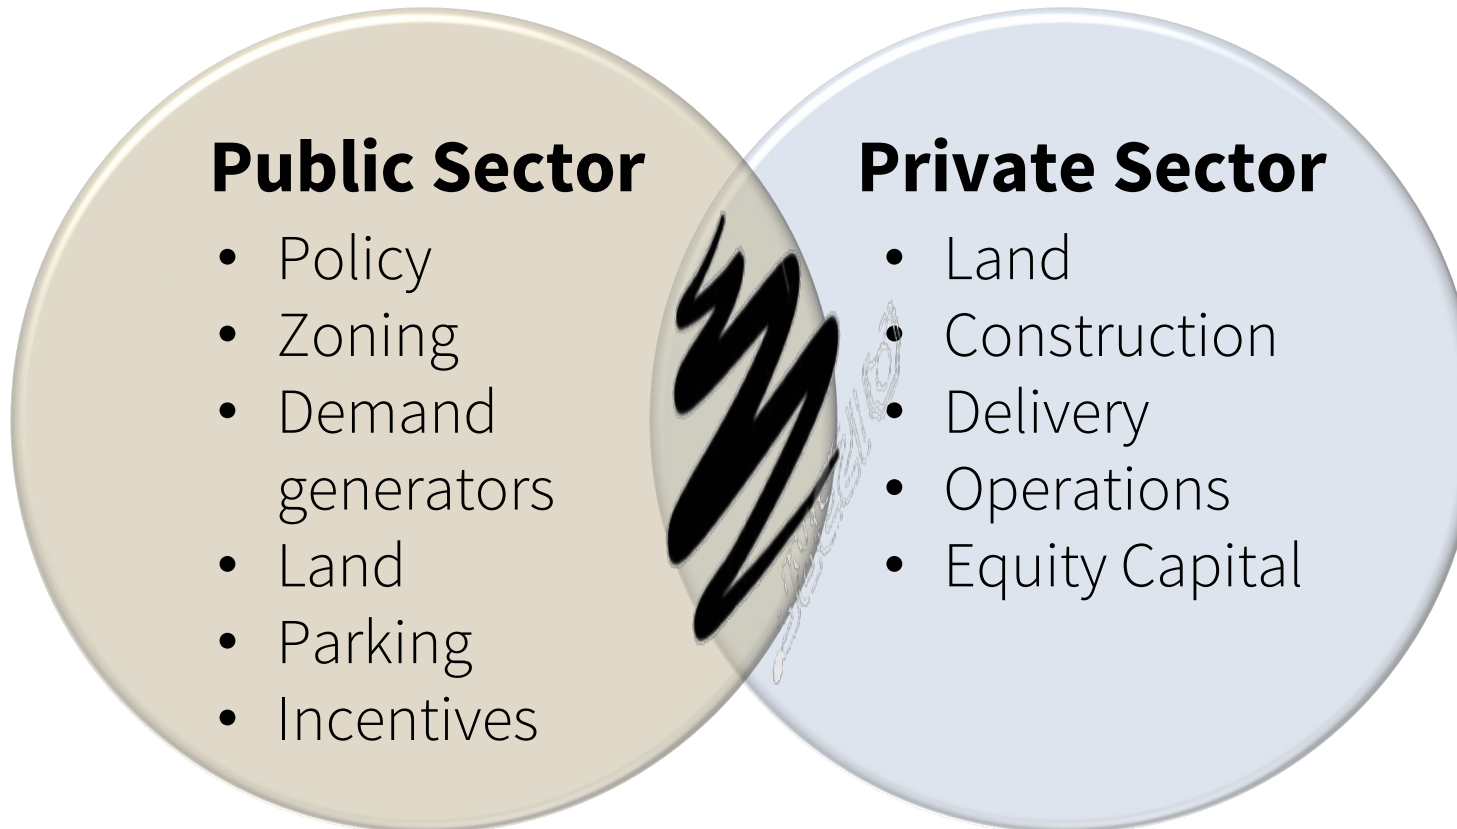 Public Sector
• Policy
• Zoning
• Demand
generators
• Land
• Parking
• Incentives
Private Sector
• Land
• Construction
• Delivery
• Operations
• Equity Capital